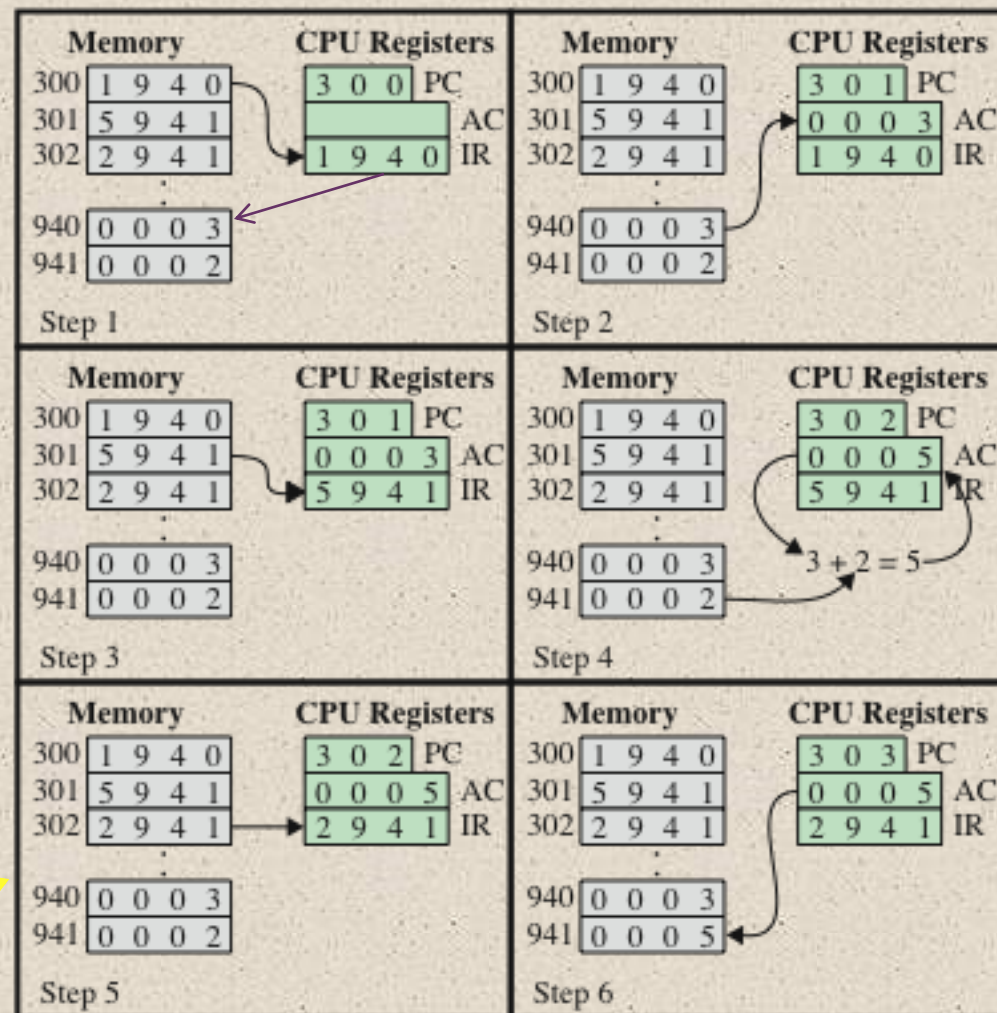 Memory CPU Registers
300 1 9 4 0 3 0 0 PC
301 5 9 4 1 AC
302 2 9 4 1 1 9 4 0 IR
940 0 0 0 3
941 0 0 0 2
Step 1
Memory CPU Registers
300 1 9 4 0 3 0 1 PC
301 5 9 4 1 0 0 0 3 AC
302 2 9 4 1 1 9 4 0 IR
940 0 0 0 3
941 0 0 0 2
Step 2
Memory CPU Registers
300 1 9 4 0 3 0 1 PC
301 5 9 4 1 0 0 0 3 AC
302 2 9 4 1 5 9 4 1 IR
940 0 0 0 3
941 0 0 0 2
Step 3
Memory CPU Registers
300 1 9 4 0 3 0 2 PC
301 5 9 4 1 0 0 0 5 AC
302 2 9 4 1 5 9 4 1 IR
940 0 0 0 3 3 + 2 = 5
941 0 0 0 2
Step 4
Memory CPU Registers
300 1 9 4 0 3 0 2 PC
301 5 9 4 1 0 0 0 5 AC
302 2 9 4 1 2 9 4 1 IR
940 0 0 0 3
941 0 0 0 2
Step 5
Memory CPU Registers
300 1 9 4 0 3 0 3 PC
301 5 9 4 1 0 0 0 5 AC
302 2 9 4 1 2 9 4 1 IR
940 0 0 0 3
941 0 0 0 5
Step 6